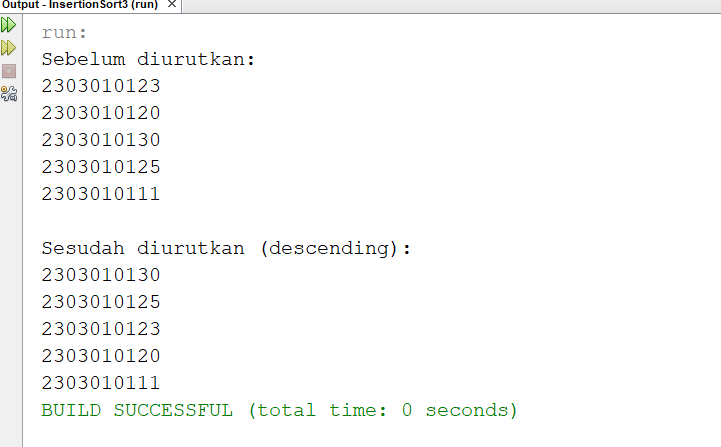 Output - InsertionSort3 (run) ×
run:
Sebelum diurutkan:
2303010123
2303010120
2303010130
2303010125
2303010111
Sesudah diurutkan (descending):
2303010130
2303010125
2303010123
2303010120
2303010111
BUILD SUCCESSFUL (total time: 0 seconds)